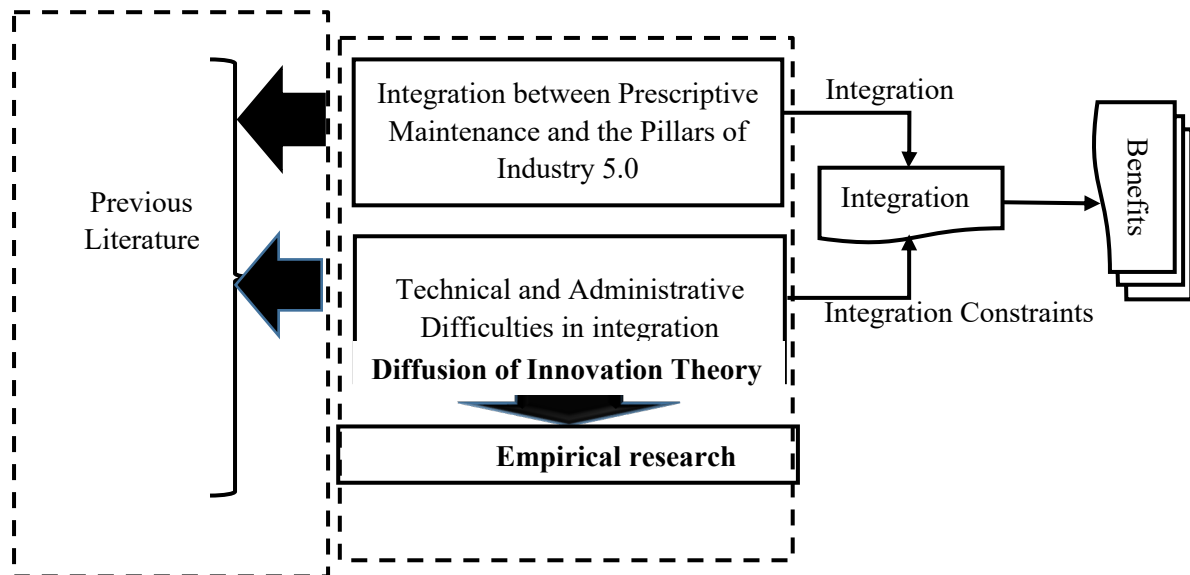 Previous
Literature
Integration between Prescriptive
Maintenance and the Pillars of
Industry 5.0
Technical and Administrative
Difficulties in integration
Diffusion of Innovation Theory
Empirical research
Integration
Integration
Integration Constraints
Benefits